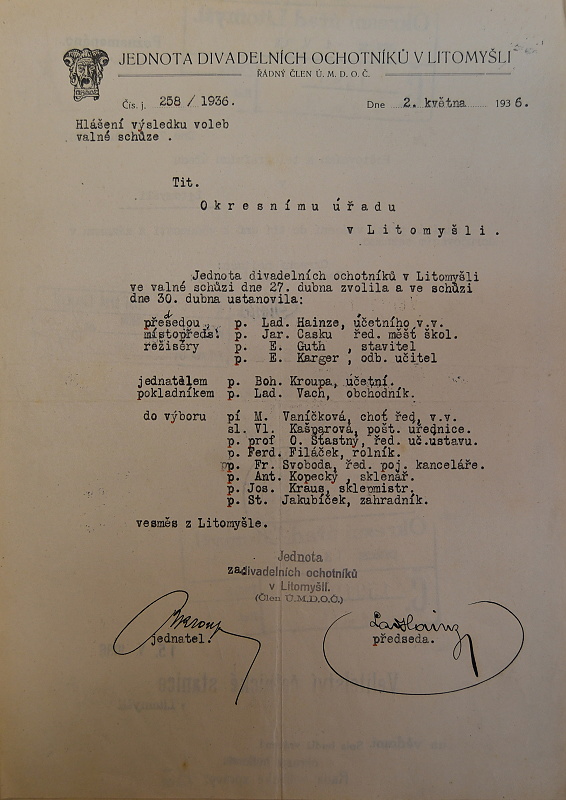 JEDNOTA DIVADELNÍCH OCHOTNÍKŮ V LITOMYŠLI
ŘÁDNÝ ČLEN Ú. M. D. O. Č.
Čís. j. 258/1936.
Dne 2. května 1936.
Hlášení výsledku voleb
valné schůze .
Tit.
Okresnímu úřadu
v Litomyšli.
Jednota divadelních ochotníků v Litomyšli
ve valné schůzi dne 27. dubna zvolila a ve schůzi
dne 30. dubna ustanovila:
předsedou, p. Lad. Hainze, účetního v.v.
místopředs. p. Jar. Casku řed. měšť škol.
režiséry p. E. Guth , stavitel
p. E. Karger , odb. učitel
jednatelem p. Boh. Kroupa, účetní.
pokladníkem p. Lad. Vach, obchodník.
do výboru pí M. Vaníčková, choť řed, v.v.
sl. Vl. Kašparová, pošt. úřednice.
p. prof O. Šťastný, řed. uč.ustavu.
p. Ferd. Filáček, rolník.
p. Fr. Svoboda, řed. poj. kanceláře.
p. Ant. Kopecký , sklenář.
p. Jos. Kraus, sklepmistr.
p. St. Jakubíček, zahradník.
vesměs z Litomyšle.
Jednota
za divadelních ochotníků
v Litomyšli.
(Člen Ú.M.D.O.Č.)
jednatel.
Lad Hainz
předseda.